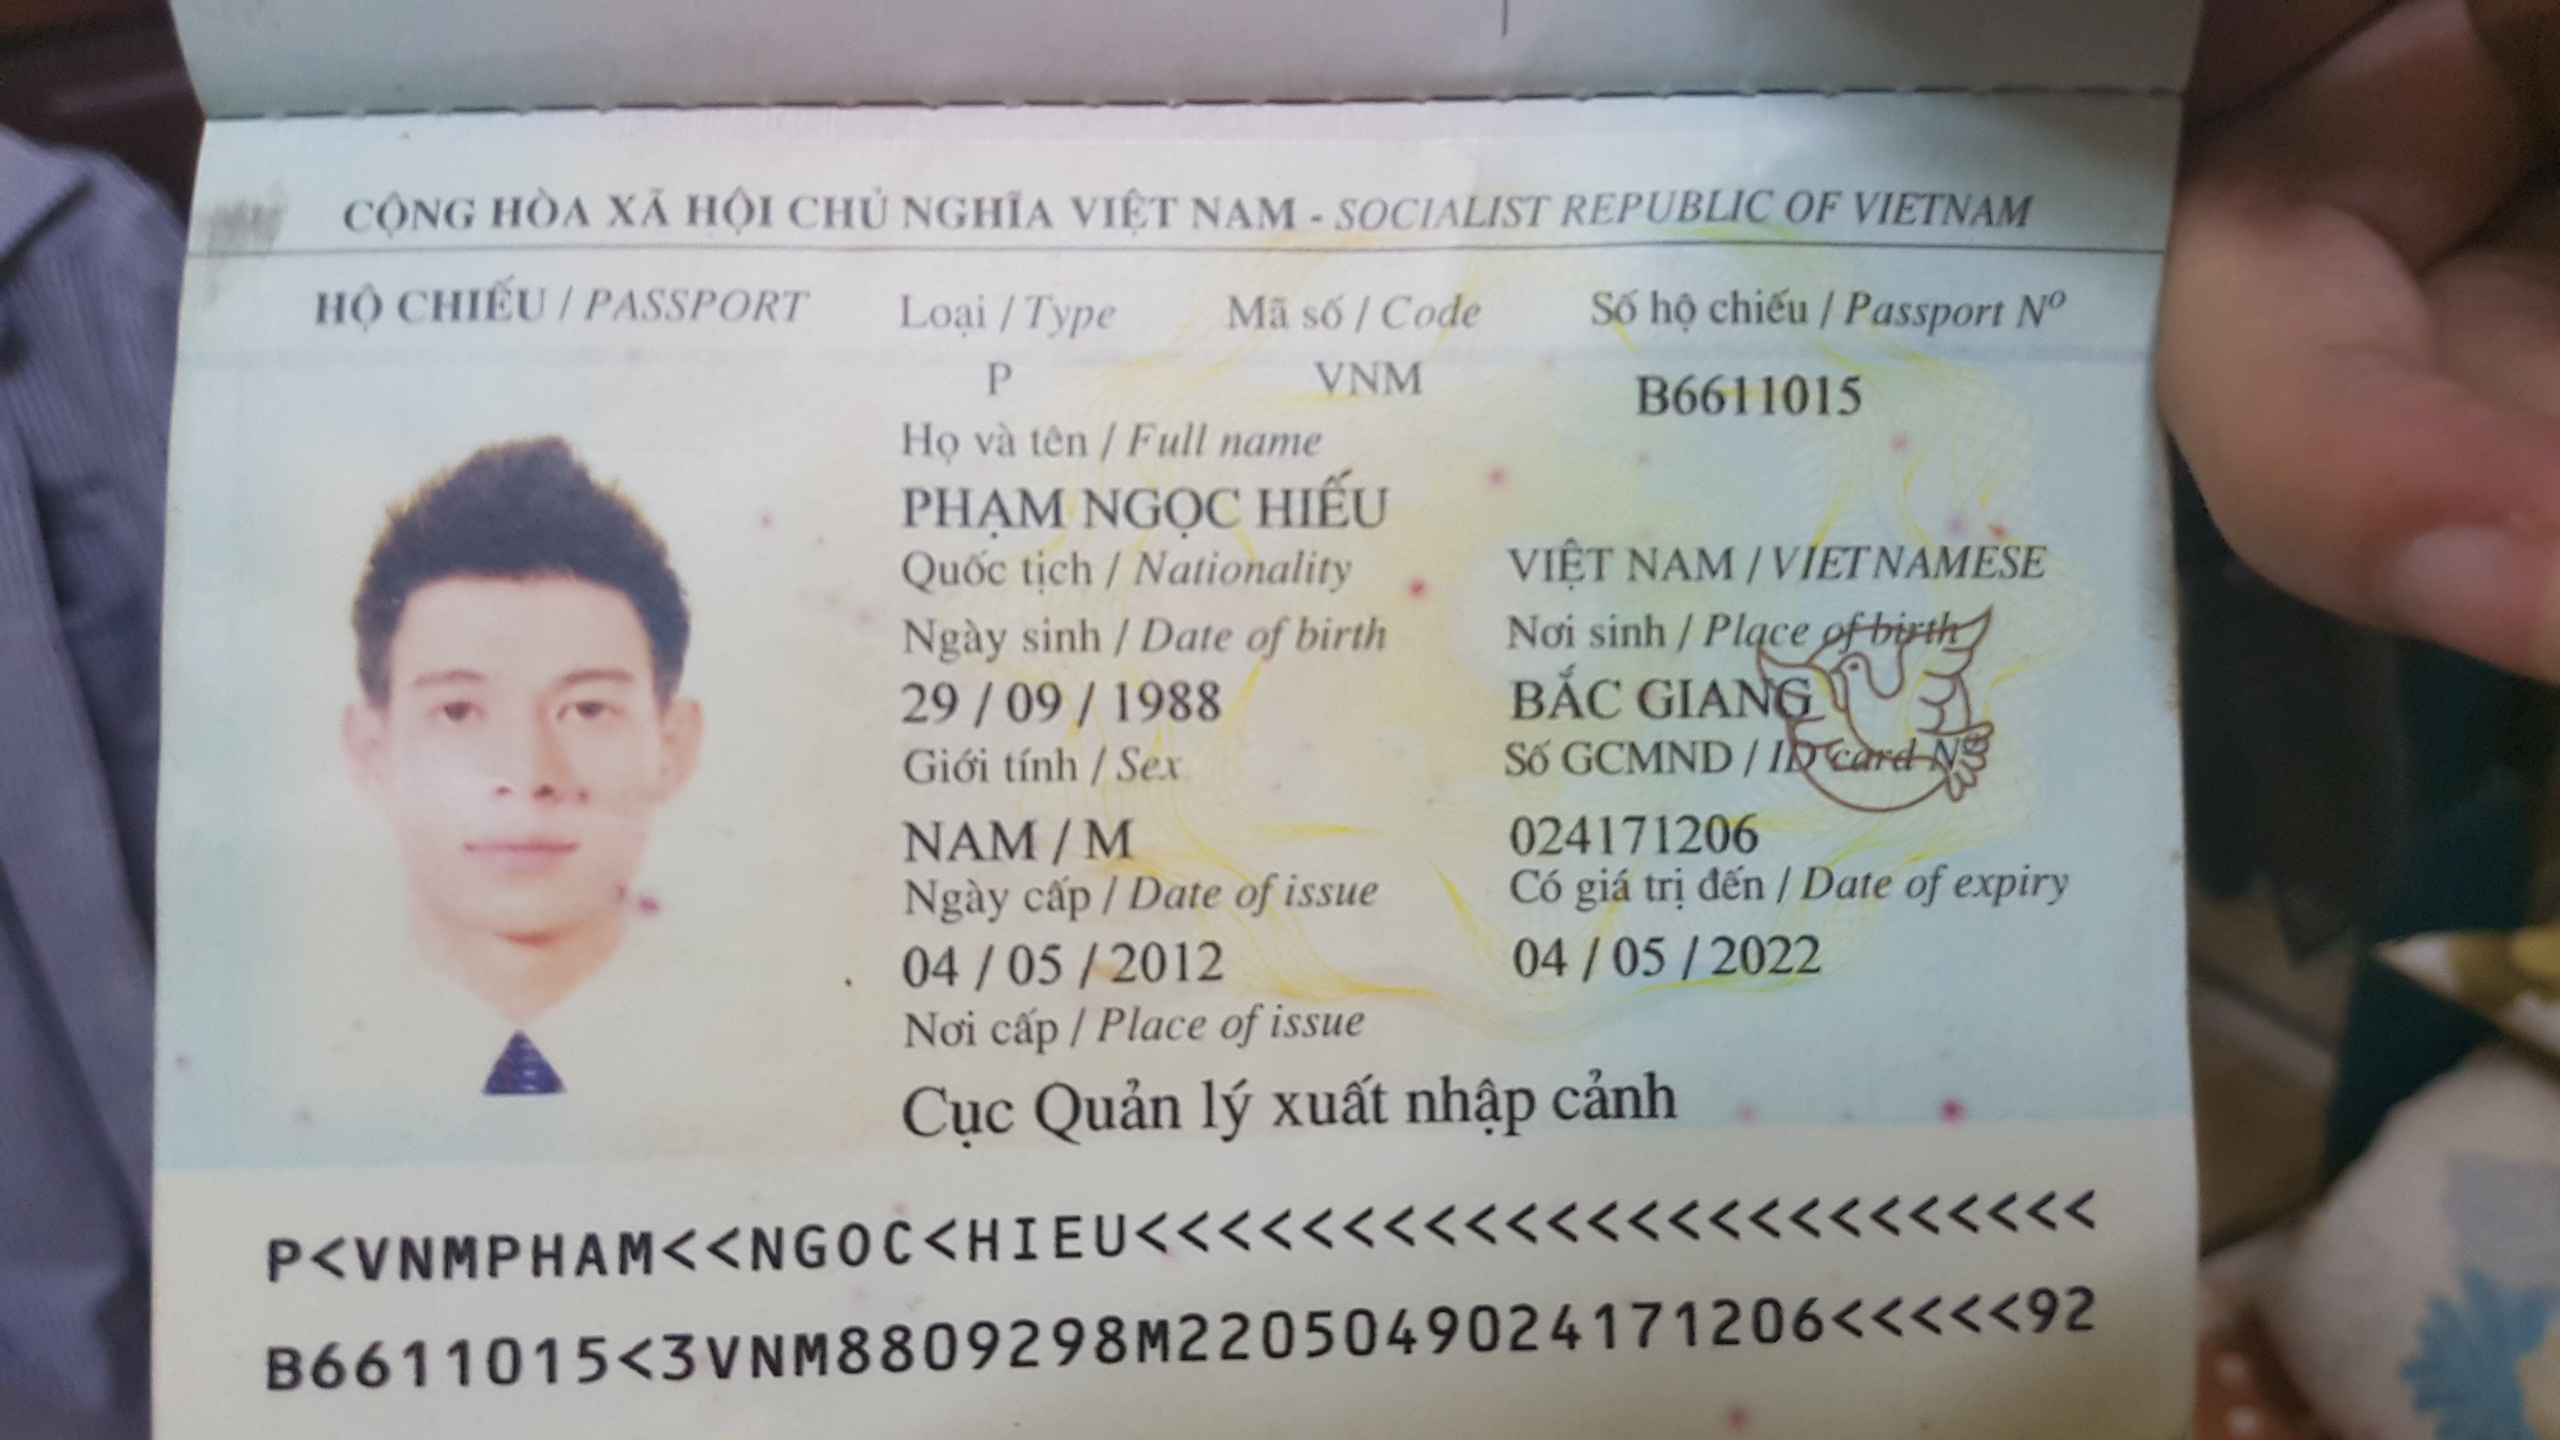 CỘNG HÒA XÃ HỘI CHỦ NGHĨA VIỆT NAM - SOCIALIST REPUBLIC OF VIETNAM
HỘ CHIẾU / PASSPORT Loại / Type Mã số / Code Số hộ chiếu / Passport Nº
P VNM B6611015
Họ và tên / Full name
PHẠM NGỌC HIẾU
Quốc tịch / Nationality VIỆT NAM / VIETNAMESE
Ngày sinh / Date of birth Nơi sinh / Place of birth
29 / 09 / 1988 BẮC GIANG
Giới tính / Sex Số GCMND / ID card Nº
NAM / M 024171206
Ngày cấp / Date of issue Có giá trị đến / Date of expiry
04 / 05 / 2012 04 / 05 / 2022
Nơi cấp / Place of issue
Cục Quản lý xuất nhập cảnh
P<VNMPHAM<<NGOC<HIEU<<<<<<<<<<<<<<<<<<<<<<<<
B6611015<3VNM8809298M2205049024171206<<<<<92